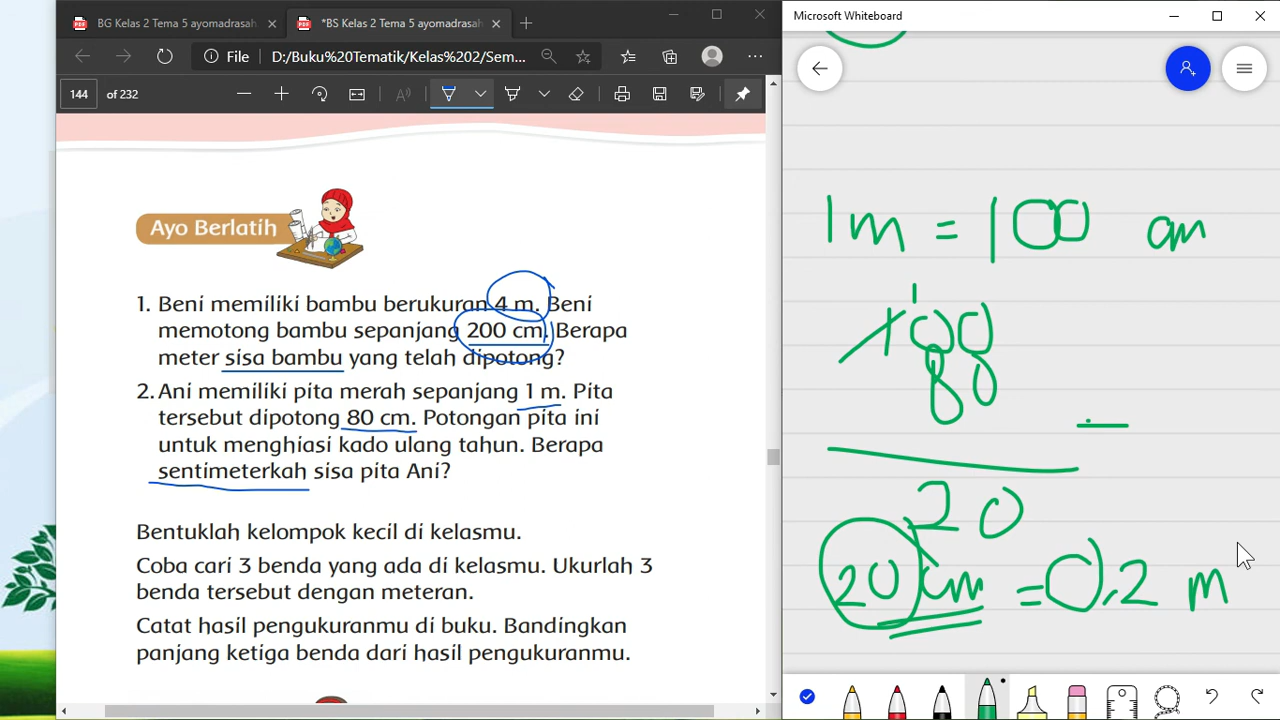 BG Kelas 2 Tema 5 ayomadrasah
*BS Kelas 2 Tema 5 ayomadrasah
File
D:/Buku%20Tematik/Kelas%202/Sem...
144 of 232
Ayo Berlatih
1. Beni memiliki bambu berukuran 4 m. Beni
memotong bambu sepanjang 200 cm. Berapa
meter sisa bambu yang telah dipotong?
2. Ani memiliki pita merah sepanjang 1 m. Pita
tersebut dipotong 80 cm. Potongan pita ini
untuk menghiasi kado ulang tahun. Berapa
sentimeterkah sisa pita Ani?
Bentuklah kelompok kecil di kelasmu.
Coba cari 3 benda yang ada di kelasmu. Ukurlah 3
benda tersebut dengan meteran.
Catat hasil pengukuranmu di buku. Bandingkan
panjang ketiga benda dari hasil pengukuranmu.
Microsoft Whiteboard
1 m = 100 cm
1
100
80
20
20 cm = 0,2 m